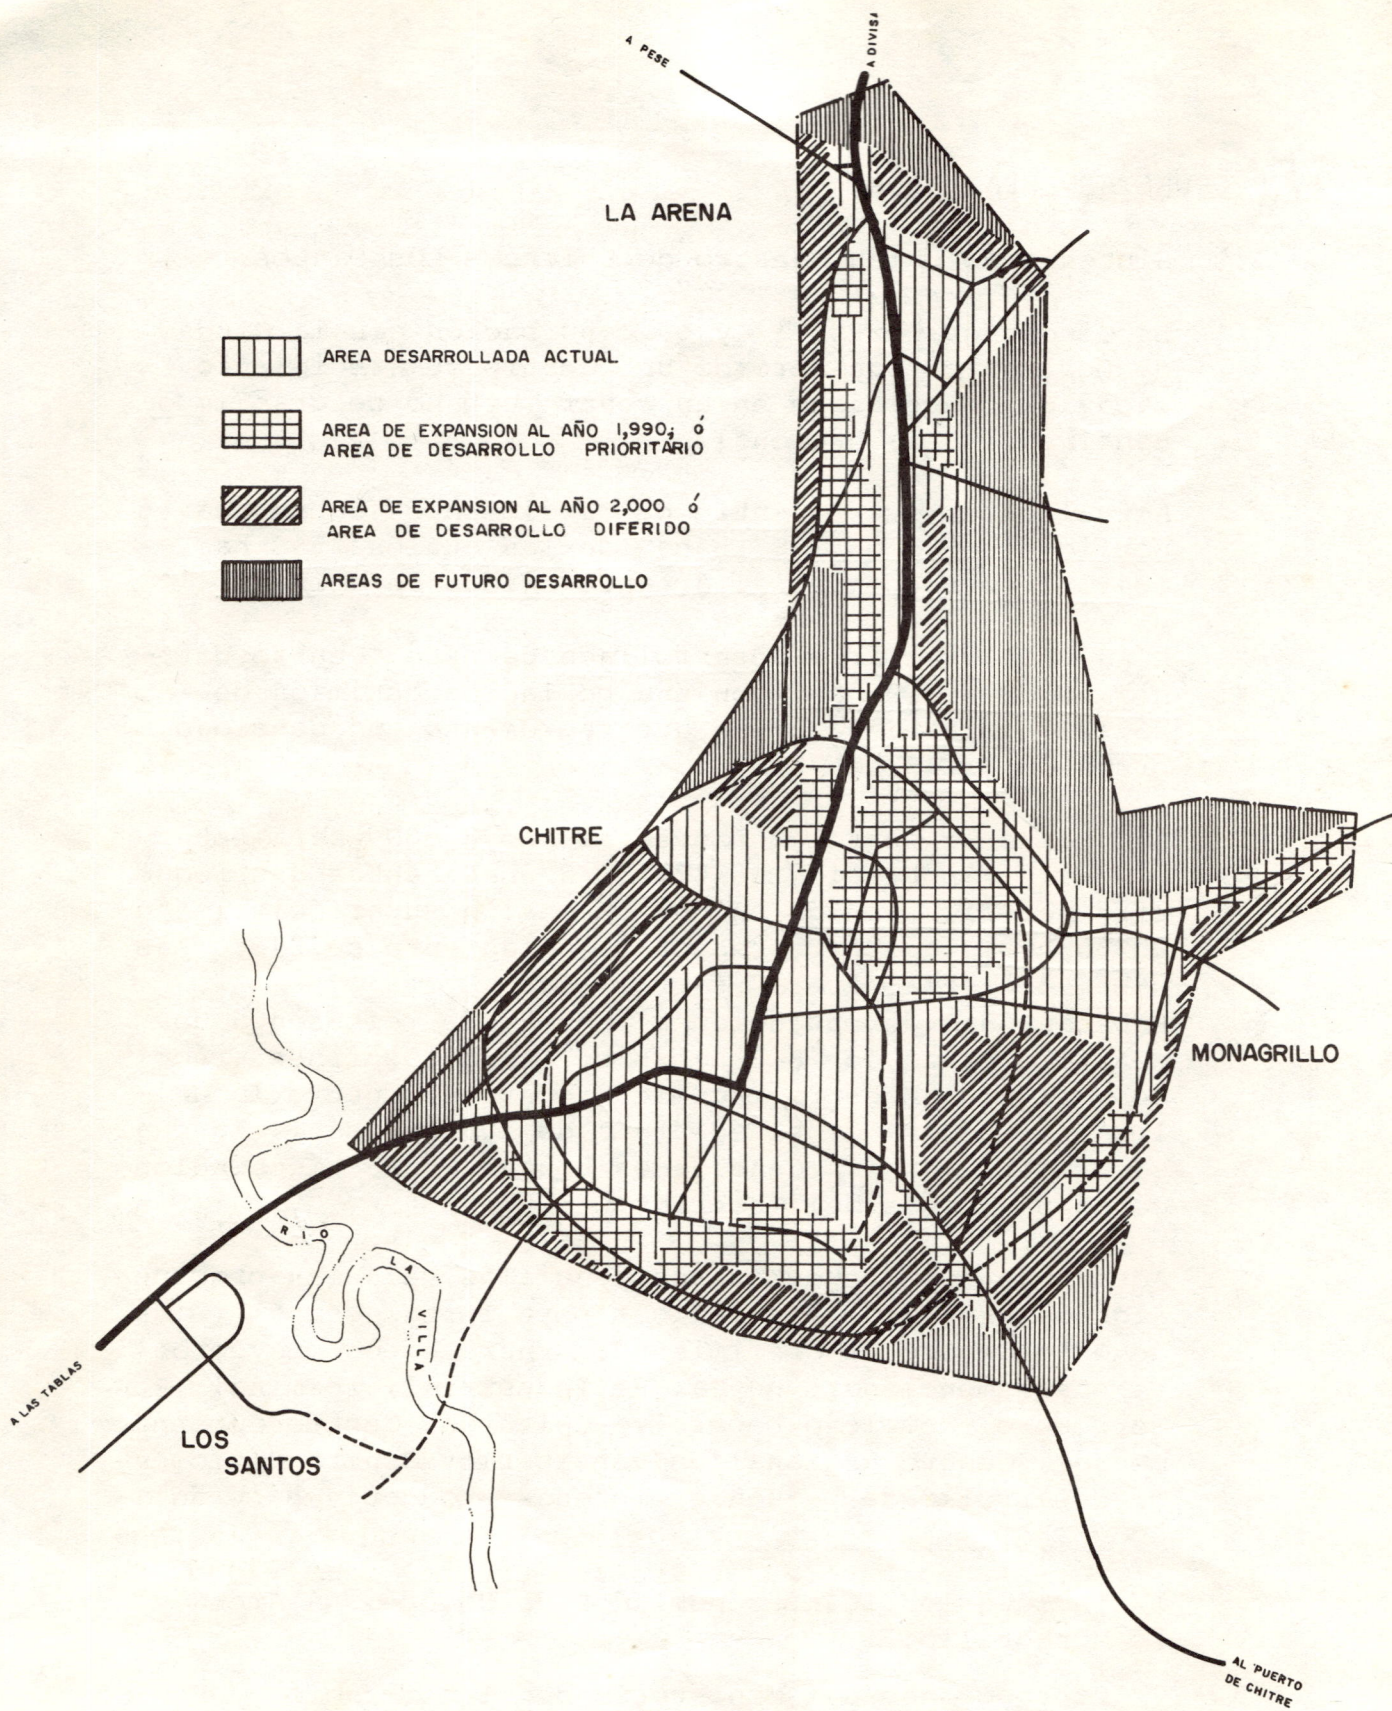 A PESE
A DIVISA
LA ARENA
AREA DESARROLLADA ACTUAL
AREA DE EXPANSION AL AÑO 1,990; ó
AREA DE DESARROLLO PRIORITARIO
AREA DE EXPANSION AL AÑO 2,000 ó
AREA DE DESARROLLO DIFERIDO
AREAS DE FUTURO DESARROLLO
CHITRE
MONAGRILLO
RIO LA VILLA
A LAS TABLAS
LOS
SANTOS
AL PUERTO
DE CHITRE